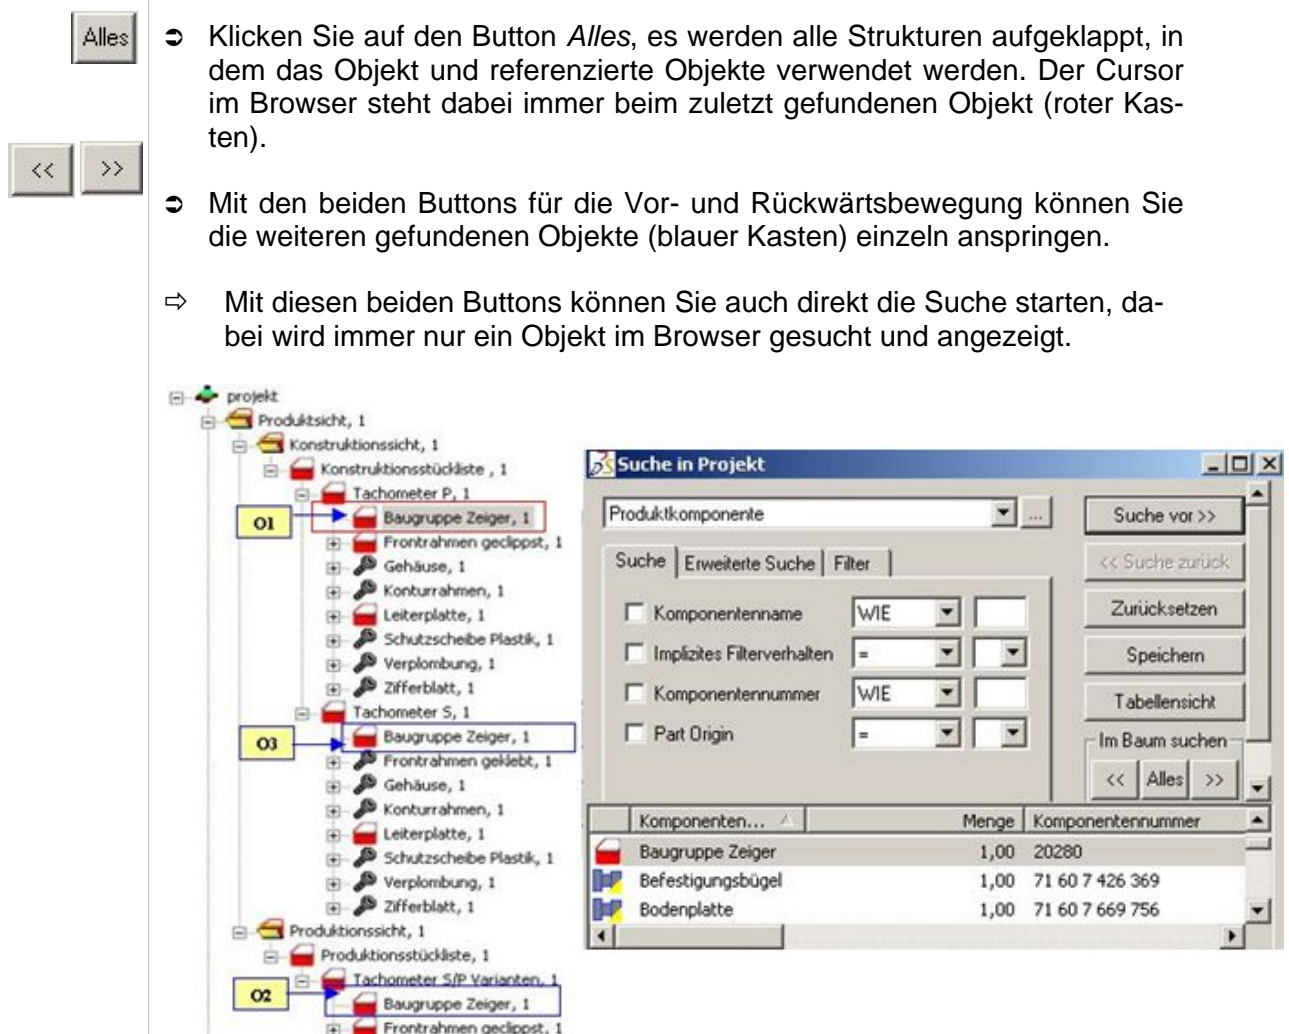 Alles
Klicken Sie auf den Button Alles, es werden alle Strukturen aufgeklappt, in
dem das Objekt und referenzierte Objekte verwendet werden. Der Cursor
im Browser steht dabei immer beim zuletzt gefundenen Objekt (roter Kas-
ten).
<< >>
Mit den beiden Buttons für die Vor- und Rückwärtsbewegung können Sie
die weiteren gefundenen Objekte (blauer Kasten) einzeln anspringen.
Mit diesen beiden Buttons können Sie auch direkt die Suche starten, da-
bei wird immer nur ein Objekt im Browser gesucht und angezeigt.
projekt
Produktsicht, 1
Konstruktionssicht, 1
Konstruktionsstückliste , 1
Tachometer P, 1
O1
Baugruppe Zeiger, 1
Frontrahmen geclippst, 1
Gehäuse, 1
Konturrahmen, 1
Leiterplatte, 1
Schutzscheibe Plastik, 1
Verplombung, 1
Zifferblatt, 1
Tachometer S, 1
O3
Baugruppe Zeiger, 1
Frontrahmen geklebt, 1
Gehäuse, 1
Konturrahmen, 1
Leiterplatte, 1
Schutzscheibe Plastik, 1
Verplombung, 1
Zifferblatt, 1
Produktionssicht, 1
Produktionsstückliste, 1
Tachometer S/P Varianten, 1
O2
Baugruppe Zeiger, 1
Frontrahmen geclippst, 1
Suche in Projekt
Produktkomponente
...
Suche vor >>
Suche Erweiterte Suche Filter
<< Suche zurück
Komponentenname WIE
Zurücksetzen
Implizites Filterverhalten =
Speichern
Komponentennummer WIE
Tabellensicht
Part Origin =
Im Baum suchen
<< Alles >>
Komponenten... Menge Komponentennummer
Baugruppe Zeiger 1,00 20280
Befestigungsbügel 1,00 71 60 7 426 369
Bodenplatte 1,00 71 60 7 669 756